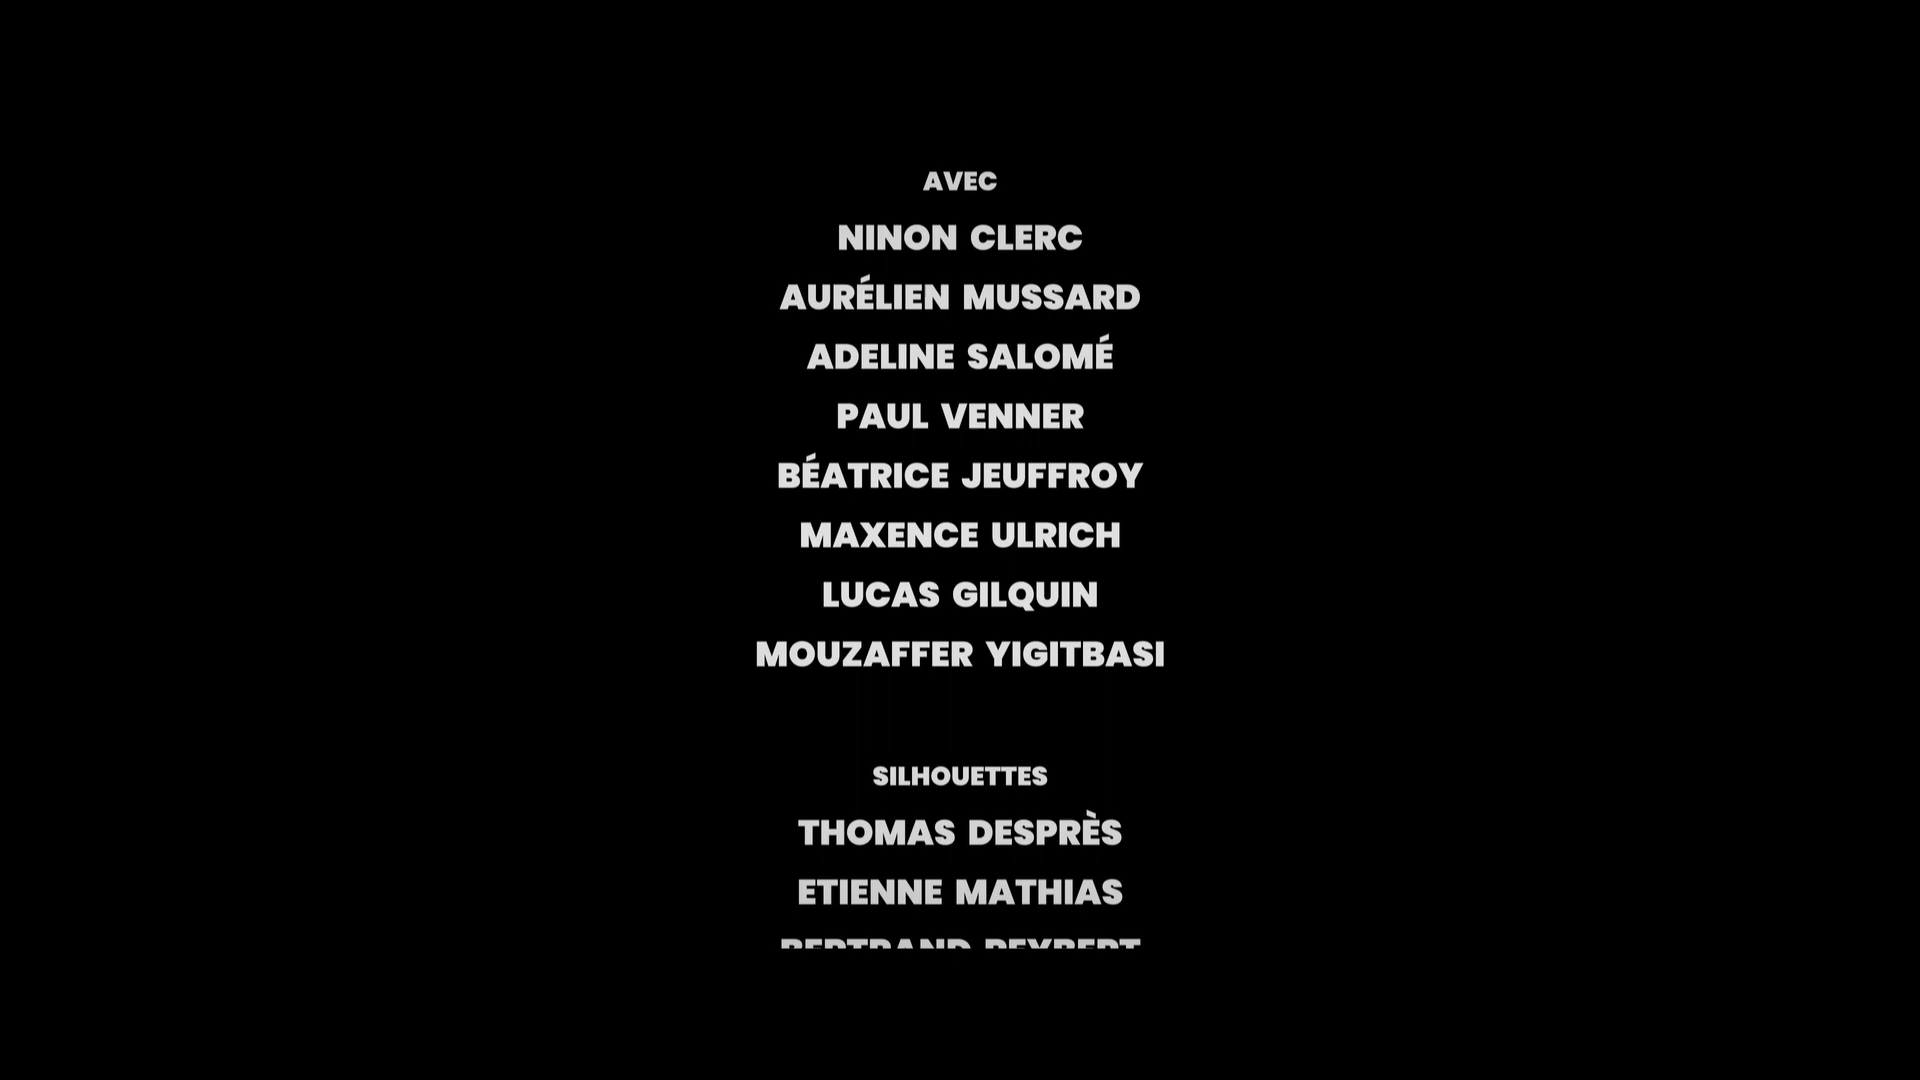 AVEC
NINON CLERC
AURÉLIEN MUSSARD
ADELINE SALOMÉ
PAUL VENNER
BÉATRICE JEUFFROY
MAXENCE ULRICH
LUCAS GILQUIN
MOUZAFFER YIGITBASI
SILHOUETTES
THOMAS DESPRÈS
ETIENNE MATHIAS
BERTRAND